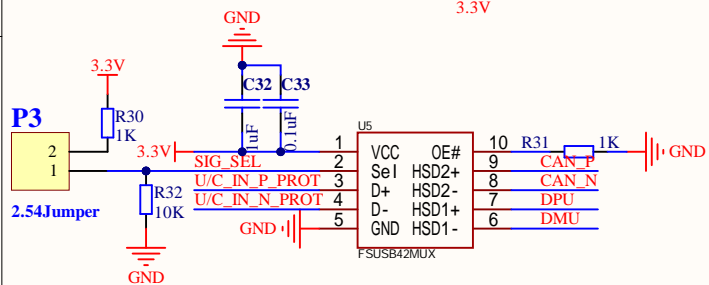 3.3V
GND
3.3V
C32 C33
P3
R30
1K
1uF
0.1uF
U5
2
1
3.3V
1 VCC OE# 10 R31 1K
SIG_SEL 2 Sel HSD2+ 9 CAN_P
GND
U/C_IN_P_PROT 3 D+ HSD2- 8 CAN_N
R32
10K
U/C_IN_N_PROT 4 D- HSD1+ 7 DPU
2.54Jumper
GND 5 GND HSD1- 6 DMU
FSUSB42MUX
GND